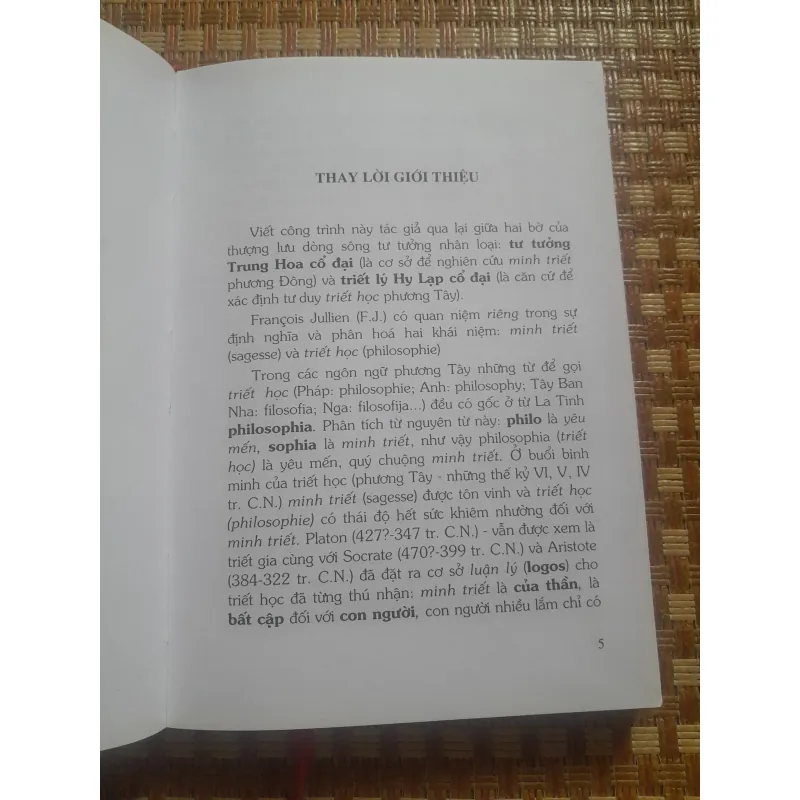 THAY LỜI GIỚI THIỆU
Viết công trình này tác giả qua lại giữa hai bờ của
thượng lưu dòng sông tư tưởng nhân loại: tư tưởng
Trung Hoa cổ đại (là cơ sở để nghiên cứu minh triết
phương Đông) và triết lý Hy Lạp cổ đại (là căn cứ để
xác định tư duy triết học phương Tây).
François Jullien (F.J.) có quan niệm riêng trong sự
định nghĩa và phân hoá hai khái niệm: minh triết
(sagesse) và triết học (philosophie)
Trong các ngôn ngữ phương Tây những từ để gọi
triết học (Pháp: philosophie; Anh: philosophy; Tây Ban
Nha: filosofia; Nga: filosofija...) đều có gốc ở từ La Tinh
philosophia. Phân tích từ nguyên từ này: philo là yêu
mến, sophia là minh triết, như vậy philosophia (triết
học) là yêu mến, quý chuộng minh triết. Ở buổi bình
minh của triết học (phương Tây - những thế kỷ VI, V, IV
tr. C.N.) minh triết (sagesse) được tôn vinh và triết học
(philosophie) có thái độ hết sức khiêm nhường đối với
minh triết. Platon (427?-347 tr. C.N.) - vẫn được xem là
triết gia cùng với Socrate (470?-399 tr. C.N.) và Aristote
(384-322 tr. C.N.) đã đặt ra cơ sở luận lý (logos) cho
triết học đã từng thú nhận: minh triết là của thần, là
bất cập đối với con người, con người nhiều lắm chỉ có
5